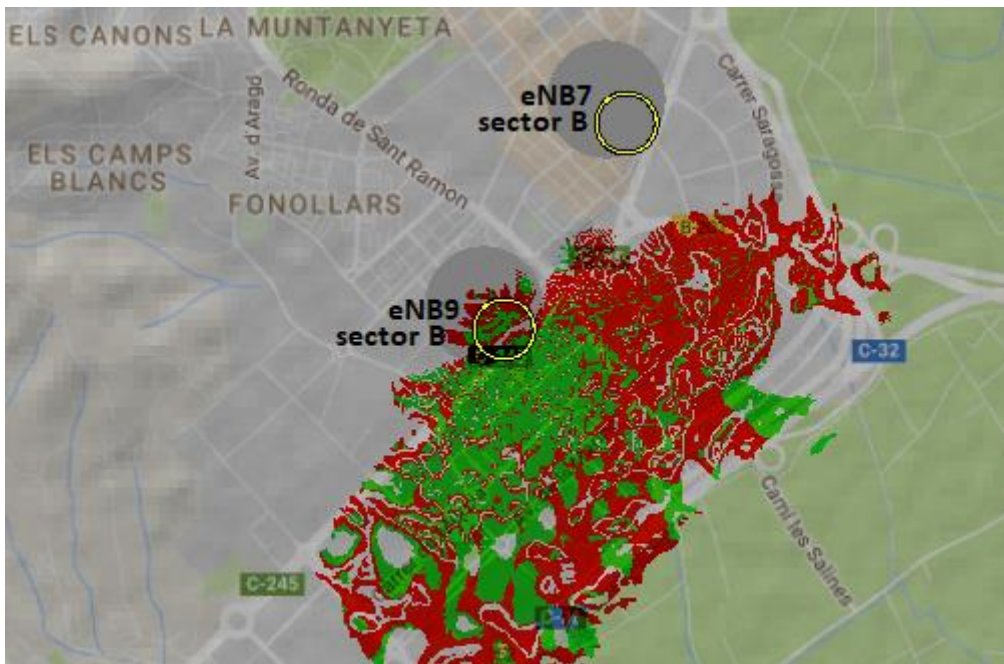 ELS CANONS
LA MUNTANYETA
eNB7
sector B
Carrer Saragossa
Ronda de Sant Ramon
Av. d'Aragó
ELS CAMPS
BLANCS
FONOLLARS
eNB9
sector B
C-32
Camí les Salines
C-245